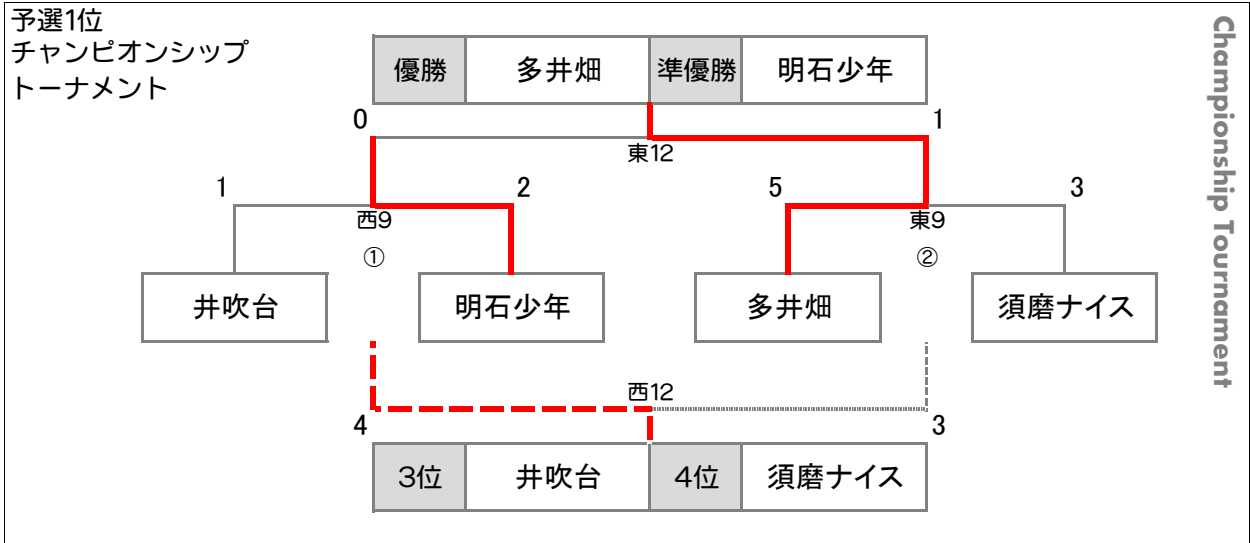 予選1位
チャンピオンシップ
トーナメント
優勝 多井畑 準優勝 明石少年
0 1
東12
1 2 5 3
西9 東9
① ②
井吹台 明石少年 多井畑 須磨ナイス
西12
4 3
3位 井吹台 4位 須磨ナイス
Championship Tournament